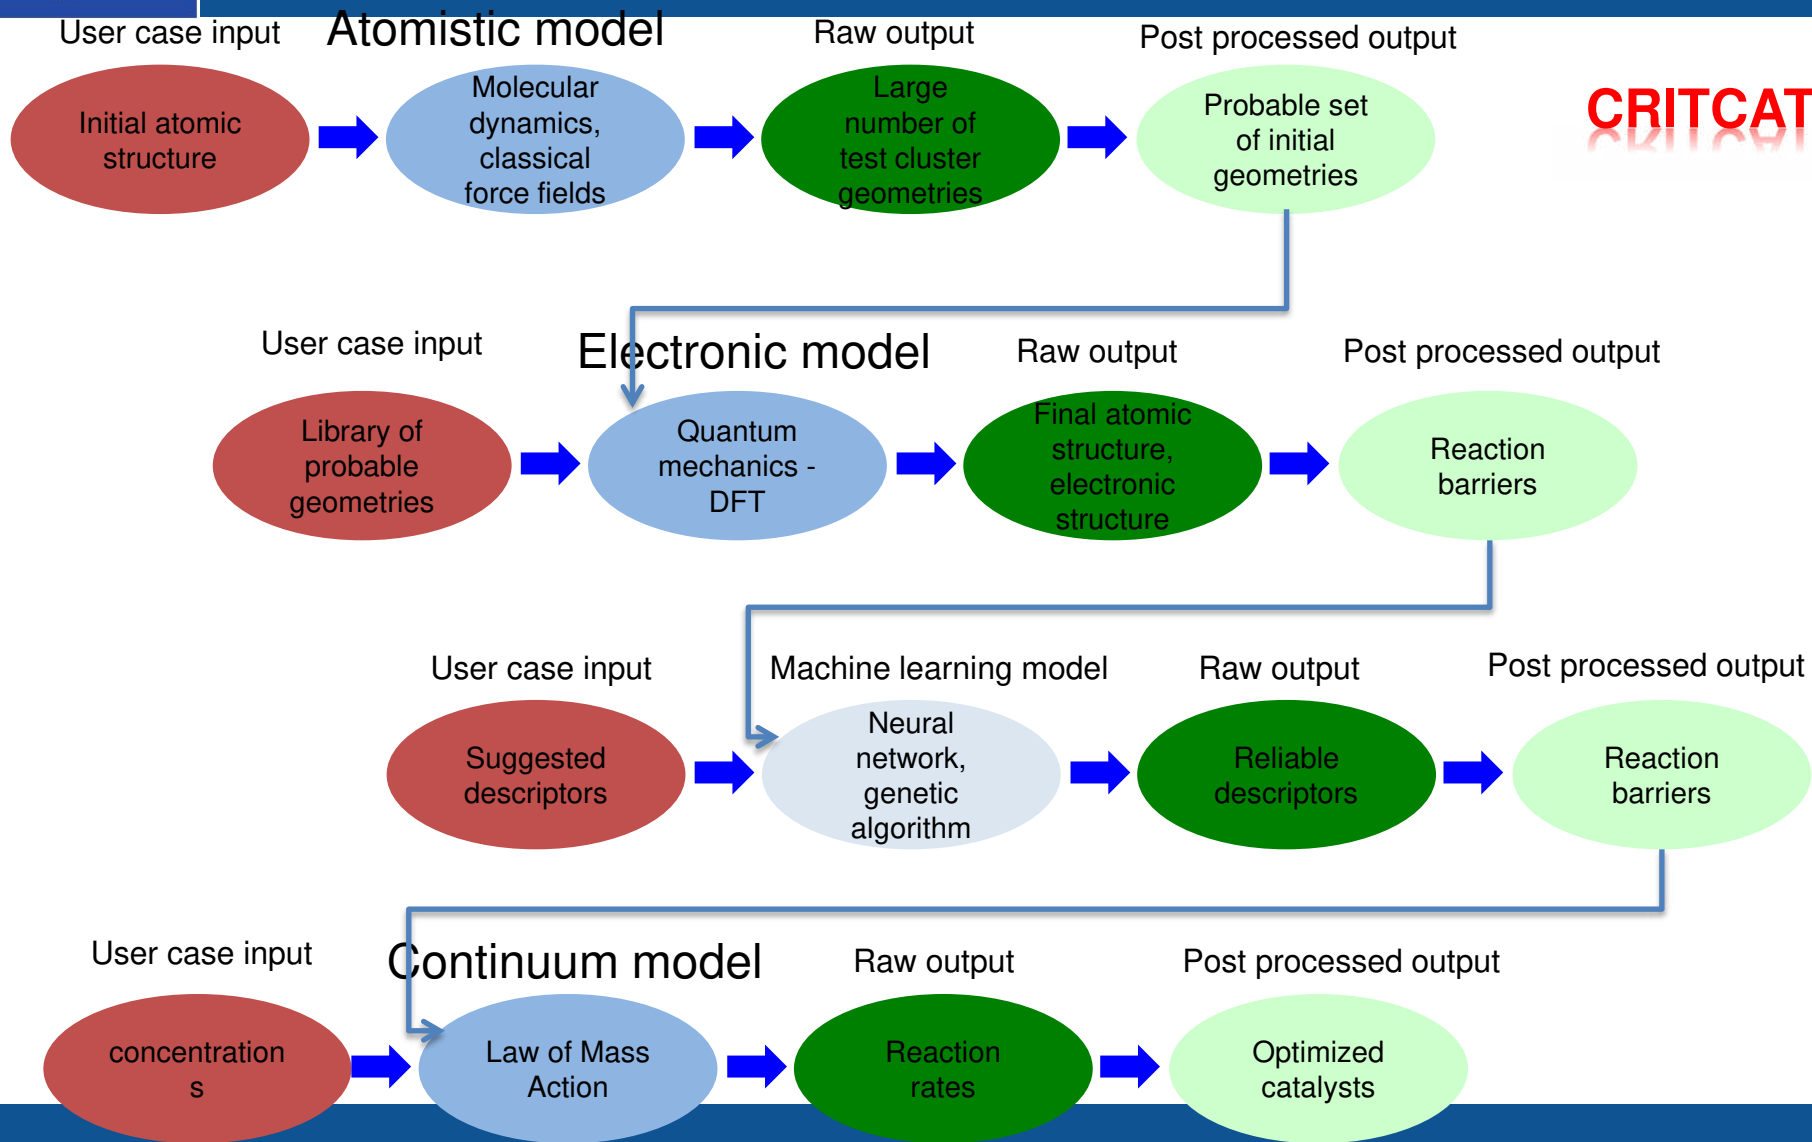 User case input
Atomistic model
Raw output
Post processed output
CRITCAT
Initial atomic
structure
Molecular
dynamics,
classical
force fields
Large
number of
test cluster
geometries
Probable set
of initial
geometries
User case input
Electronic model
Raw output
Post processed output
Library of
probable
geometries
Quantum
mechanics -
DFT
Final atomic
structure,
electronic
structure
Reaction
barriers
User case input
Machine learning model
Raw output
Post processed output
Suggested
descriptors
Neural
network,
genetic
algorithm
Reliable
descriptors
Reaction
barriers
User case input
Continuum model
Raw output
Post processed output
concentration
s
Law of Mass
Action
Reaction
rates
Optimized
catalysts